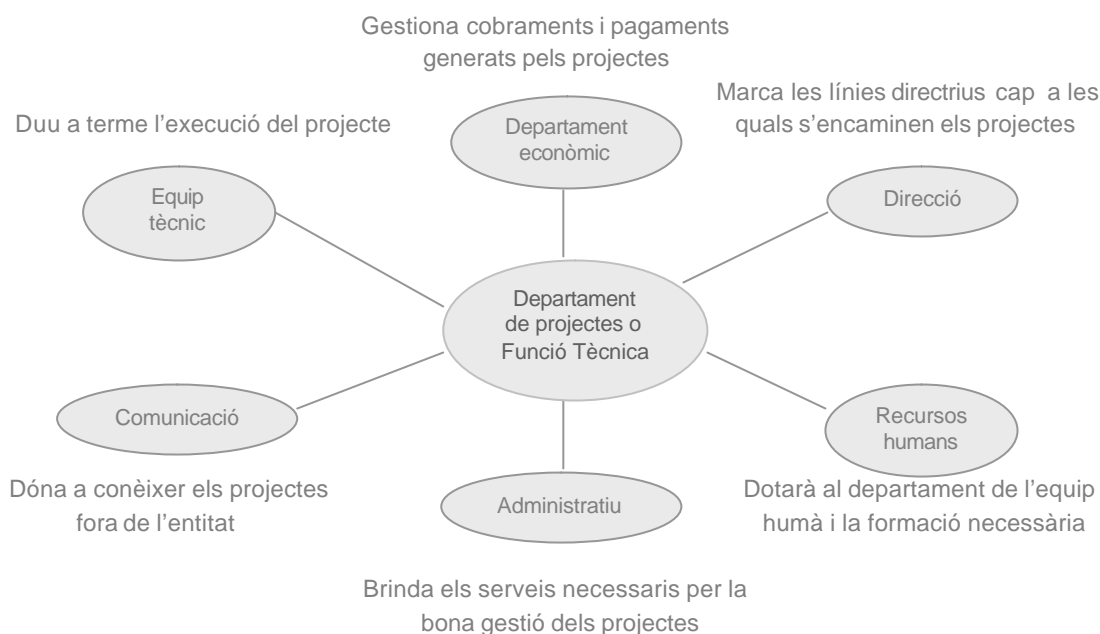 Gestiona cobraments i pagaments
generats pels projectes
Marca les línies directrius cap a les
quals s'encaminen els projectes
Duu a terme l'execució del projecte
Departament
econòmic
Equip
tècnic
Direcció
Departament
de projectes o
Funció Tècnica
Comunicació
Recursos
humans
Dóna a conèixer els projectes
fora de l'entitat
Administratiu
Dotarà al departament de l'equip
humà i la formació necessària
Brinda els serveis necessaris per la
bona gestió dels projectes